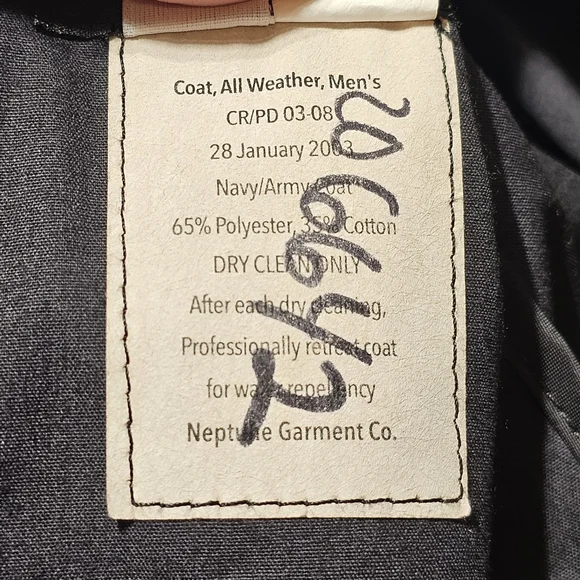 Coat, All Weather, Men's
CR/PD 03-08
28 January 2003
Navy/Army Coat
65% Polyester, 35% Cotton
DRY CLEAN ONLY
After each dry cleaning,
Professionally retreat coat
for water repellency
Neptune Garment Co.